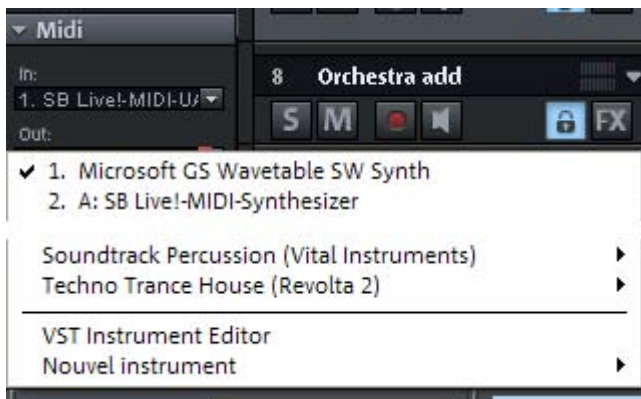 Midi
In:
1. SB Live!-MIDI-U
Out:
8 Orchestra add
S M FX
✔ 1. Microsoft GS Wavetable SW Synth
2. A: SB Live!-MIDI-Synthesizer
Soundtrack Percussion (Vital Instruments)
Techno Trance House (Revolta 2)
VST Instrument Editor
Nouvel instrument